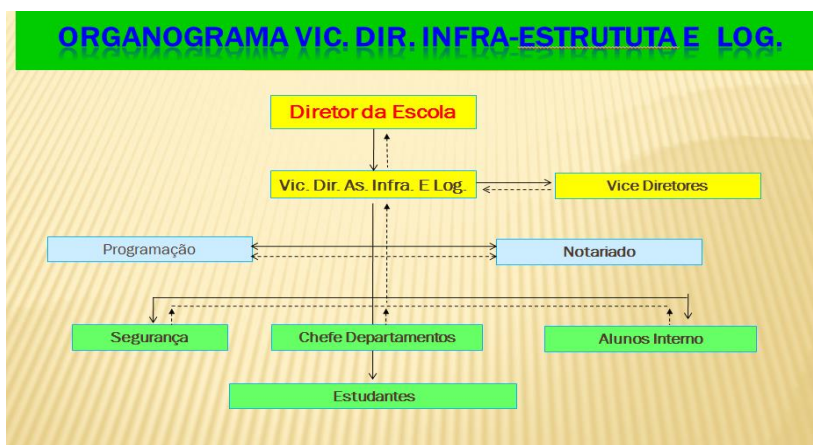 ORGANOGRAMA VIC. DIR. INFRA-ESTRUTUTA E LOG.
Diretor da Escola
Vic. Dir. As. Infra. E Log.
Vice Diretores
Programação
Notariado
Segurança
Chefe Departamentos
Alunos Interno
Estudantes